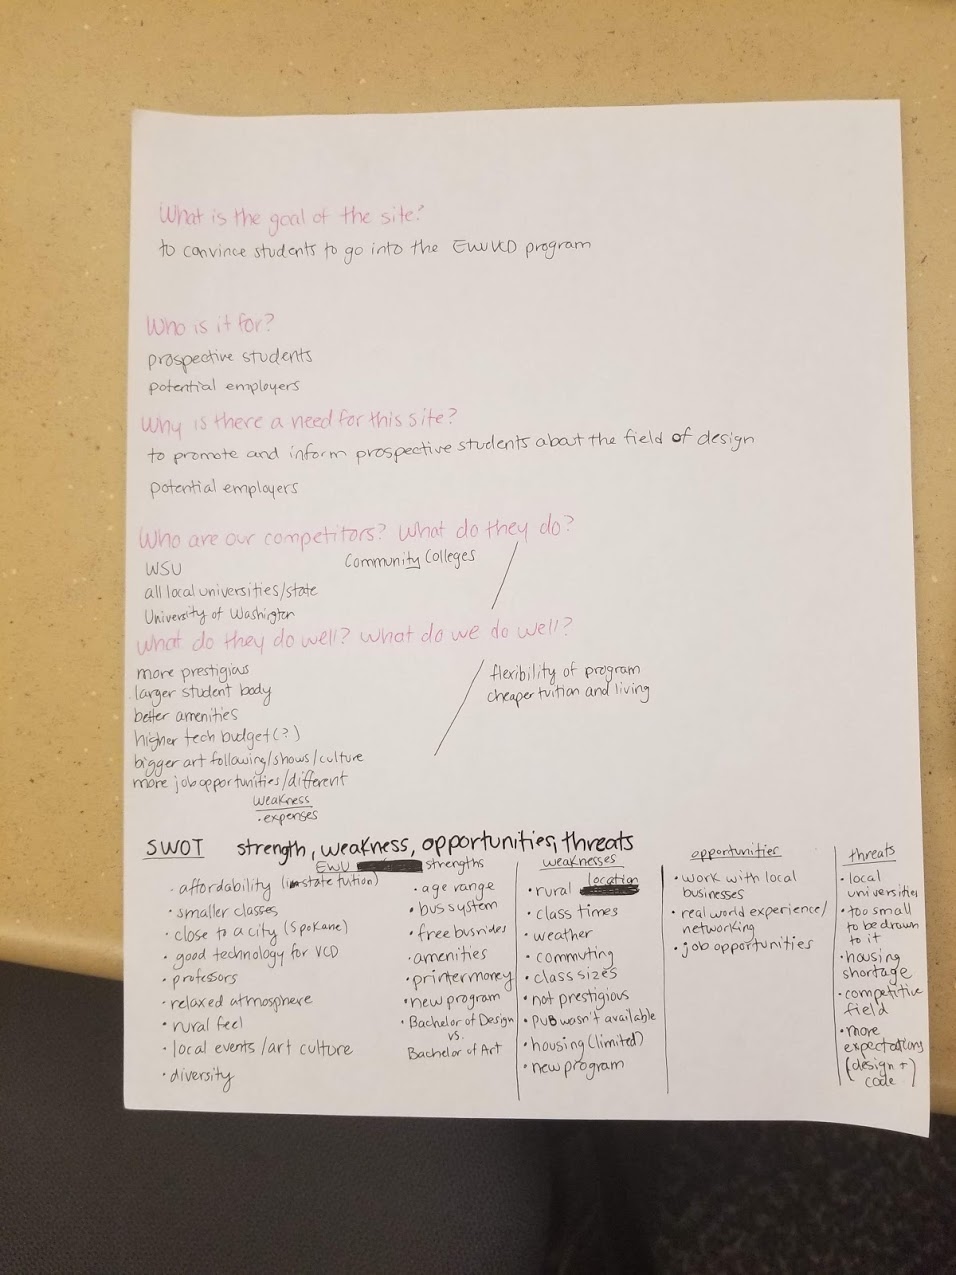 What is the goal of the site?
to convince students to go into the EWUVCD program
Who is it for?
prospective students
potential employers
Why is there a need for this site?
to promote and inform prospective students about the field of design
potential employers
Who are our competitors? What do they do?
WSU
Community Colleges
all local universities/state
University of Washington
What do they do well? What do we do well?
more prestigious
larger student body
better amenities
higher tech budget(?)
bigger art following/shows/culture
more job opportunities/different
flexibility of program
cheaper tuition and living
weakness
• expenses
SWOT strength, weakness, opportunities, threats
EWU strengths
• affordability (in state tution)
• smaller classes
• close to a city (Spokane)
• good technology for VCD
• professors
• relaxed atmosphere
• rural feel
• local events/art culture
• diversity
• age range
• bus system
• free bus rides
• amenities
• printer money
• new program
• Bachelor of Design
vs.
Bachelor of Art
weaknesses
• rural location
• class times
• weather
• commuting
• class sizes
• not prestigious
• PUB wasn't available
• housing (limited)
• new program
opportunities
• work with local
businesses
• real world experience/
networking
• job opportunities
threats
• local
universities
• too small
to be drawn
to it
• housing
shortage
• competitive
field
• more
expectations
(design +
code)